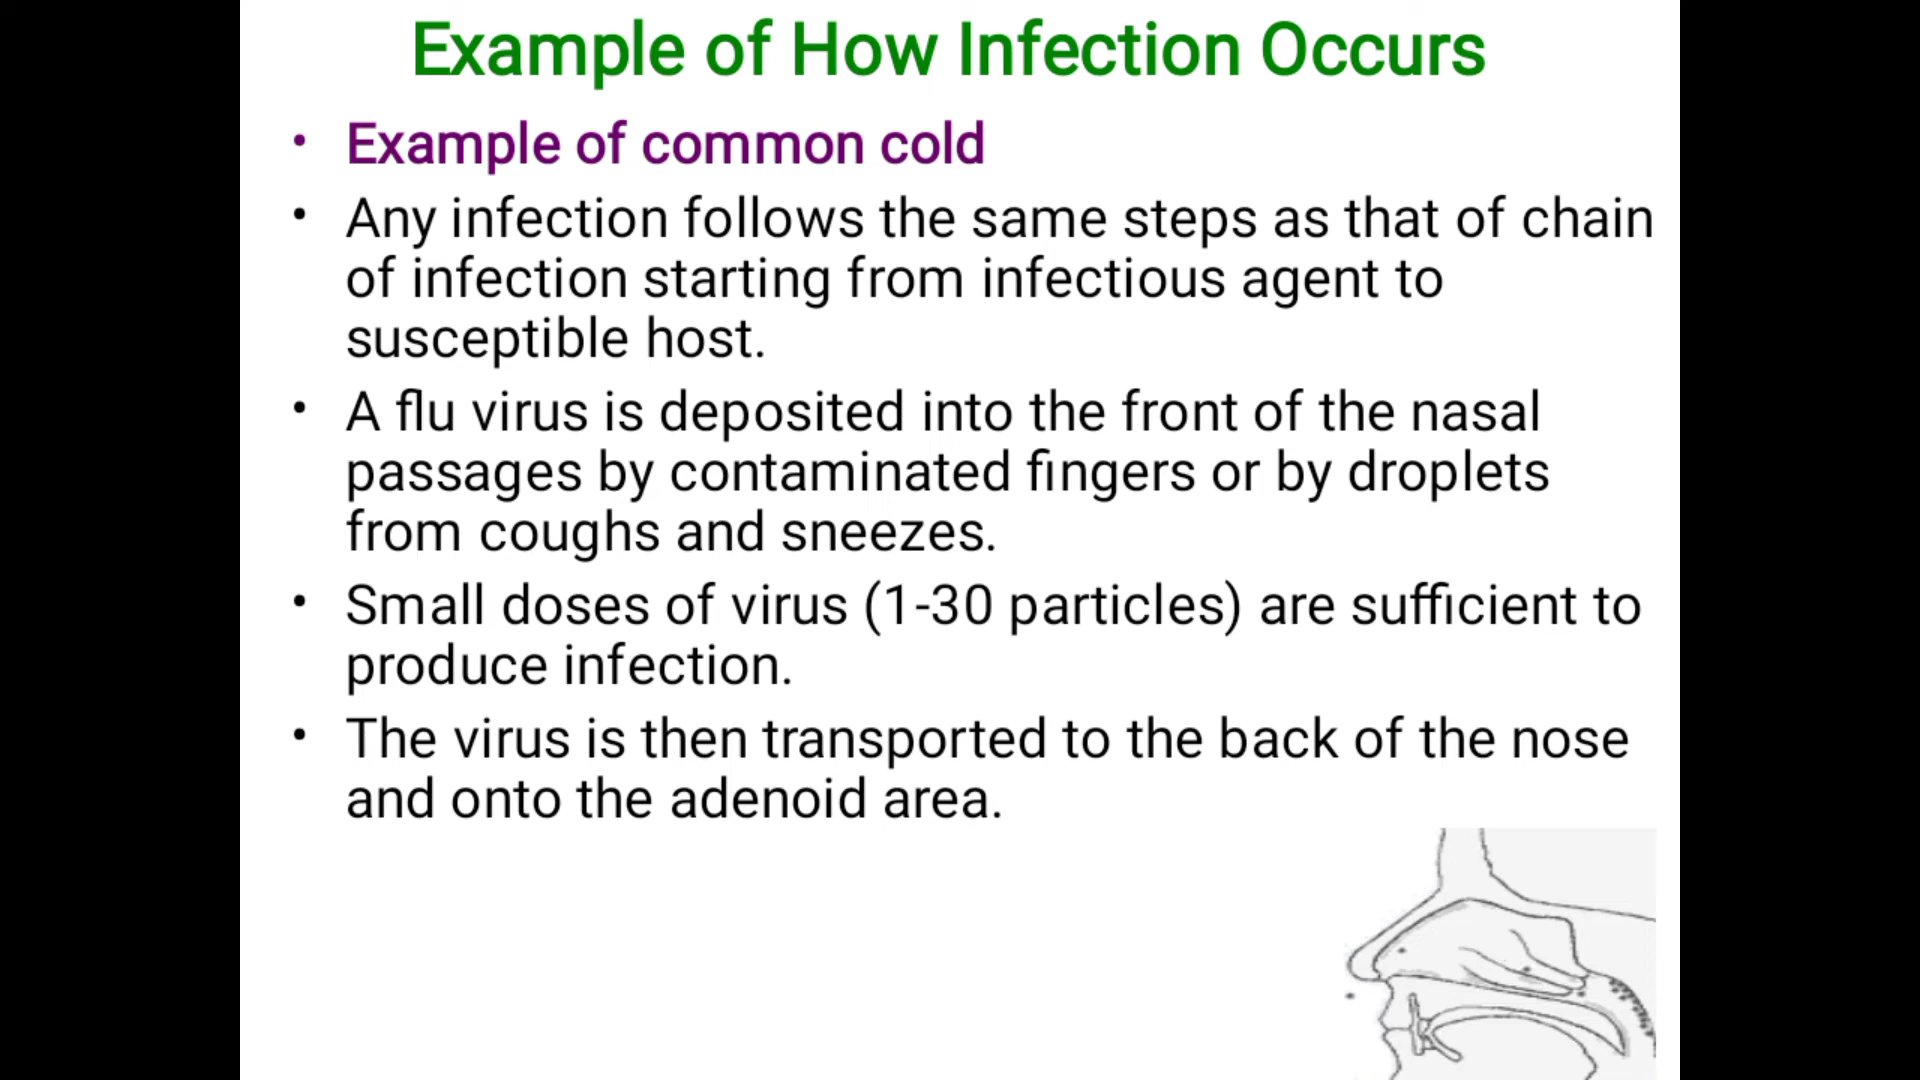 Example of How Infection Occurs
• Example of common cold
• Any infection follows the same steps as that of chain
of infection starting from infectious agent to
susceptible host.
• A flu virus is deposited into the front of the nasal
passages by contaminated fingers or by droplets
from coughs and sneezes.
• Small doses of virus (1-30 particles) are sufficient to
produce infection.
• The virus is then transported to the back of the nose
and onto the adenoid area.